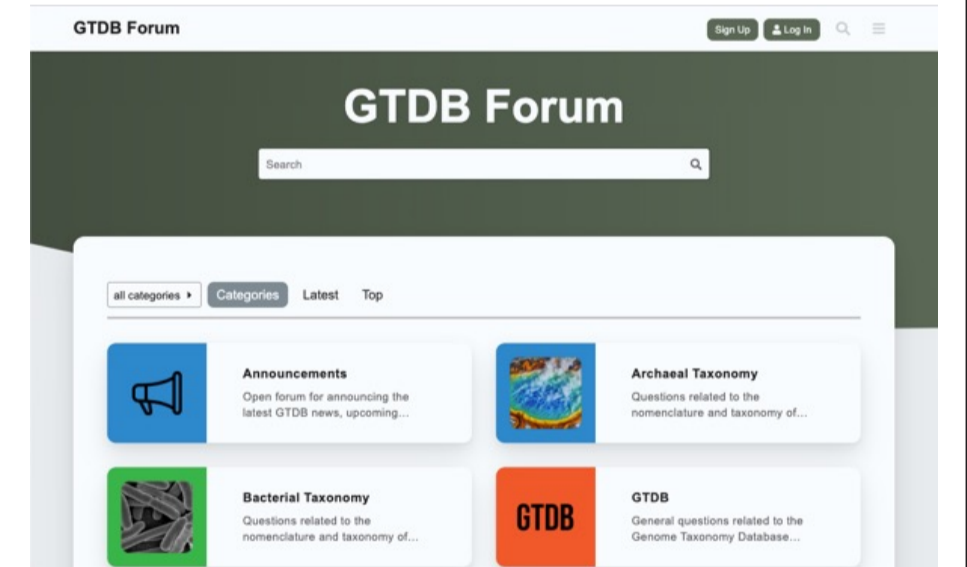 GTDB Forum
Sign Up
Log In
GTDB Forum
Search
all categories
Categories
Latest
Top
Announcements
Open forum for announcing the
latest GTDB news, upcoming...
Archaeal Taxonomy
Questions related to the
nomenclature and taxonomy of...
Bacterial Taxonomy
Questions related to the
nomenclature and taxonomy of...
GTDB
GTDB
General questions related to the
Genome Taxonomy Database...